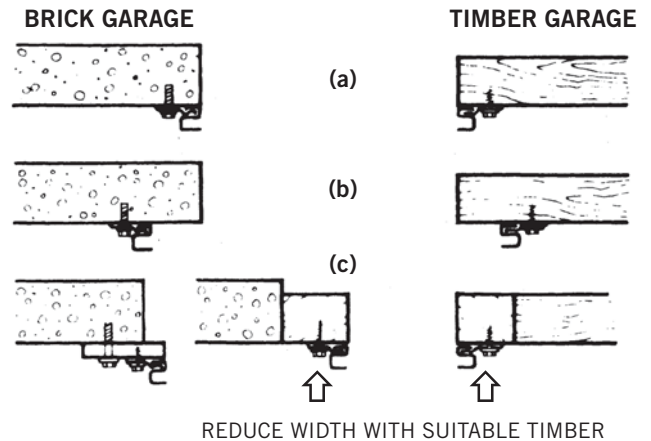 BRICK GARAGE
TIMBER GARAGE
(a)
(b)
(c)
REDUCE WIDTH WITH SUITABLE TIMBER